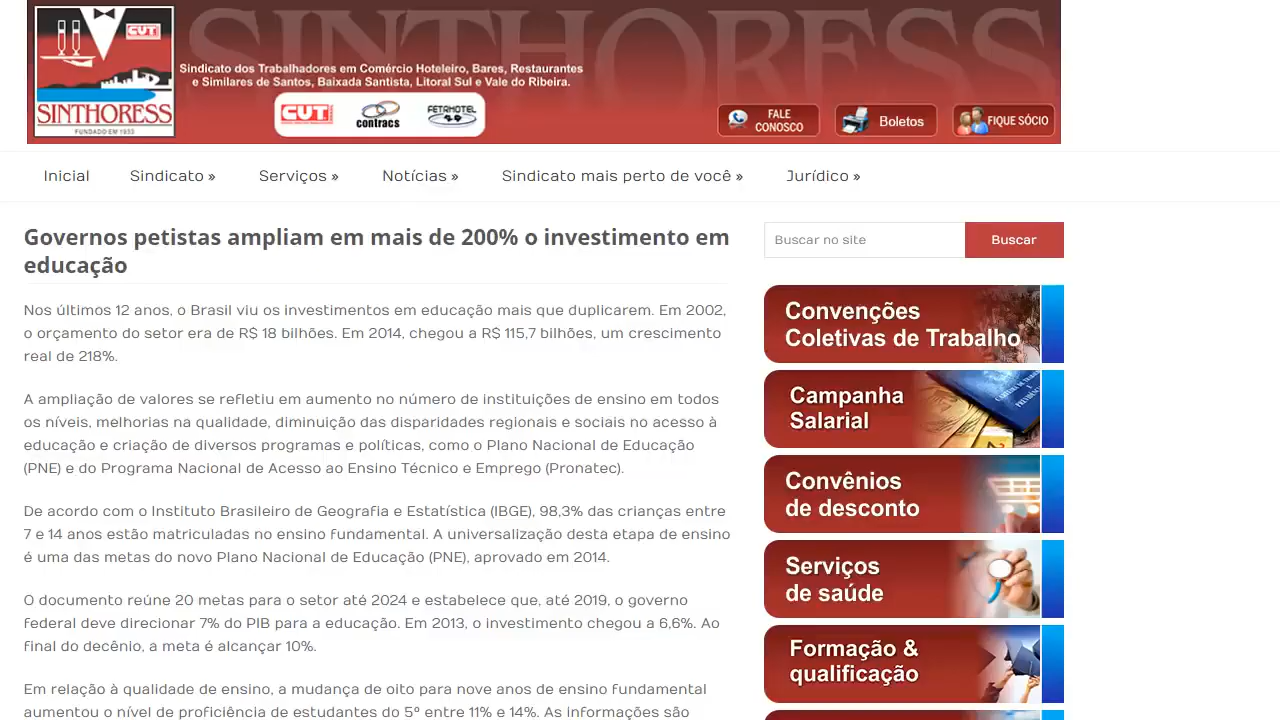 SINTHORESS
CUT
SINTHORESS
FUNDADO EM 1933
Sindicato dos Trabalhadores em Comércio Hoteleiro, Bares, Restaurantes
e Similares de Santos, Baixada Santista, Litoral Sul e Vale do Ribeira.
CUT
contracs
FETRHOTEL
FALE
CONOSCO
Boletos
FIQUE SÓCIO
Inicial
Sindicato »
Serviços »
Notícias »
Sindicato mais perto de você »
Jurídico »
Governos petistas ampliam em mais de 200% o investimento em
educação
Nos últimos 12 anos, o Brasil viu os investimentos em educação mais que duplicarem. Em 2002,
o orçamento do setor era de R$ 18 bilhões. Em 2014, chegou a R$ 115,7 bilhões, um crescimento
real de 218%.
A ampliação de valores se refletiu em aumento no número de instituições de ensino em todos
os níveis, melhorias na qualidade, diminuição das disparidades regionais e sociais no acesso à
educação e criação de diversos programas e políticas, como o Plano Nacional de Educação
(PNE) e do Programa Nacional de Acesso ao Ensino Técnico e Emprego (Pronatec).
De acordo com o Instituto Brasileiro de Geografia e Estatística (IBGE), 98,3% das crianças entre
7 e 14 anos estão matriculadas no ensino fundamental. A universalização desta etapa de ensino
é uma das metas do novo Plano Nacional de Educação (PNE), aprovado em 2014.
O documento reúne 20 metas para o setor até 2024 e estabelece que, até 2019, o governo
federal deve direcionar 7% do PIB para a educação. Em 2013, o investimento chegou a 6,6%. Ao
final do decênio, a meta é alcançar 10%.
Em relação à qualidade de ensino, a mudança de oito para nove anos de ensino fundamental
aumentou o nível de proficiência de estudantes do 5º entre 11% e 14%. As informações são
Buscar no site
Buscar
Convenções
Coletivas de Trabalho
Campanha
Salarial
Convênios
de desconto
Serviços
de saúde
Formação &
qualificação